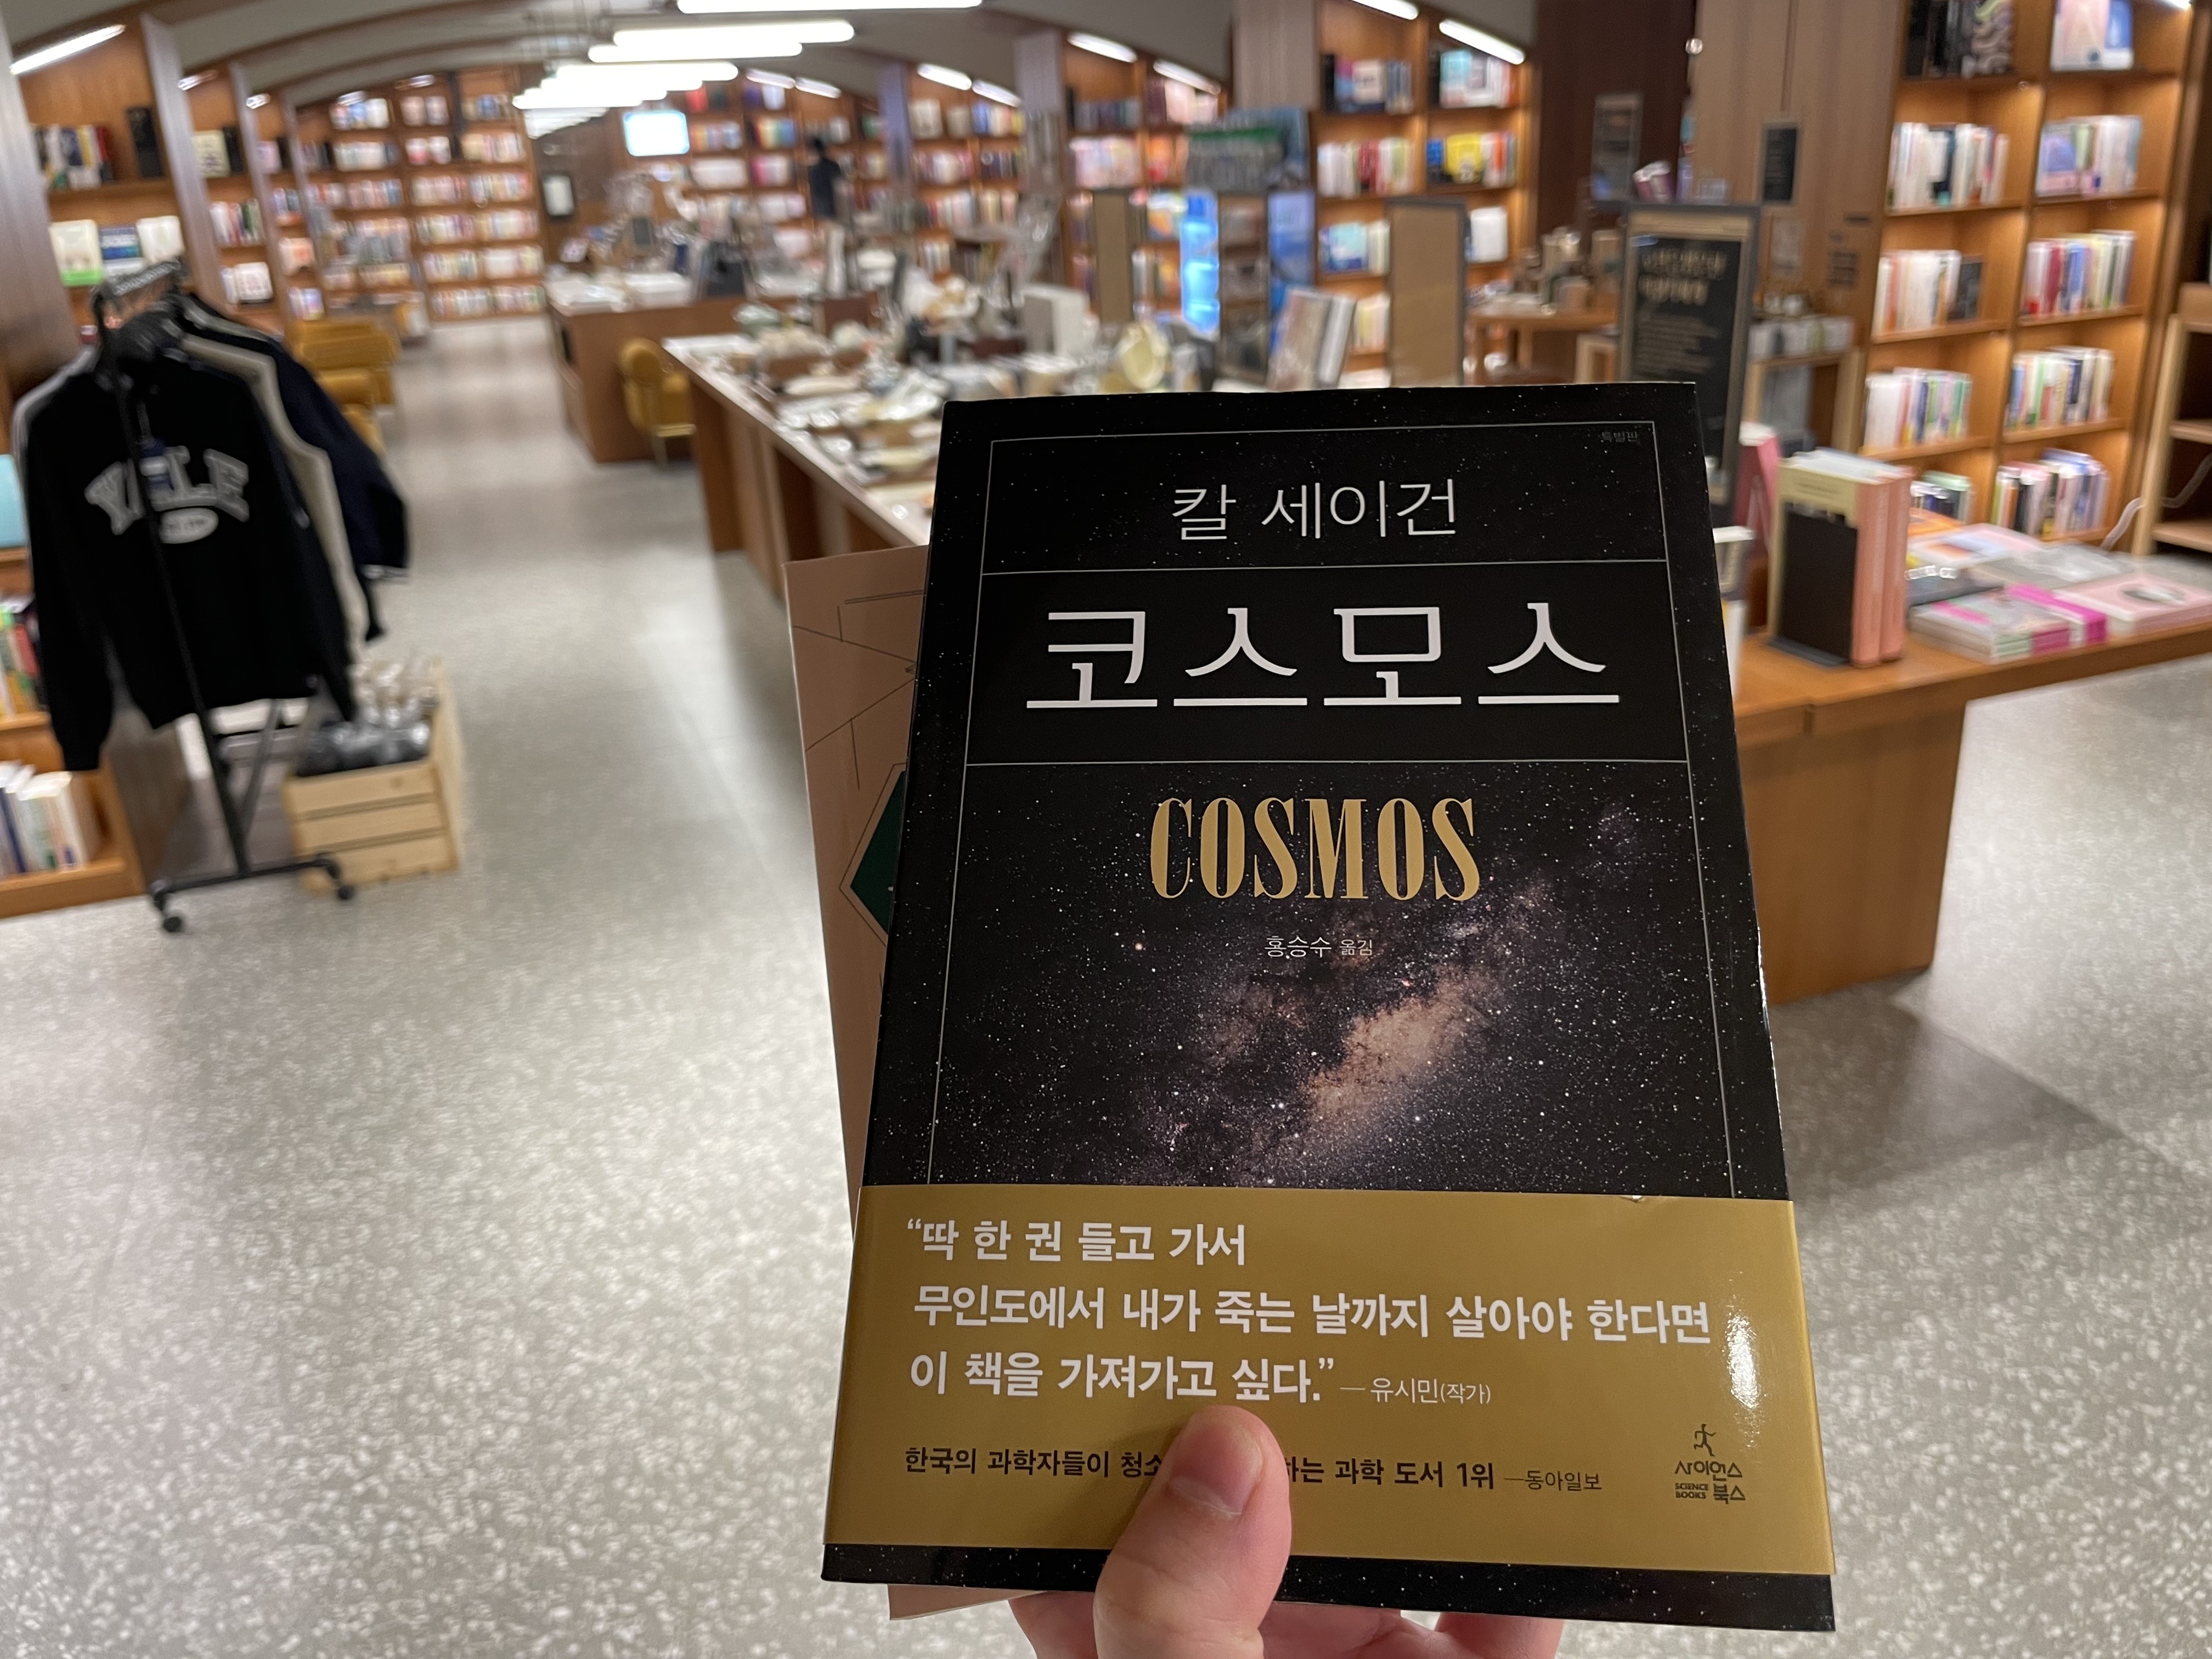 특별판
칼 세이건
코스모스
COSMOS
홍승수 옮김
“딱 한 권 들고 가서
무인도에서 내가 죽는 날까지 살아야 한다면
이 책을 가져가고 싶다.” — 유시민(작가)
한국의 과학자들이 하는 과학 도서 1위 —동아일보
사이언스
SCIENCE BOOKS 북스
YALE